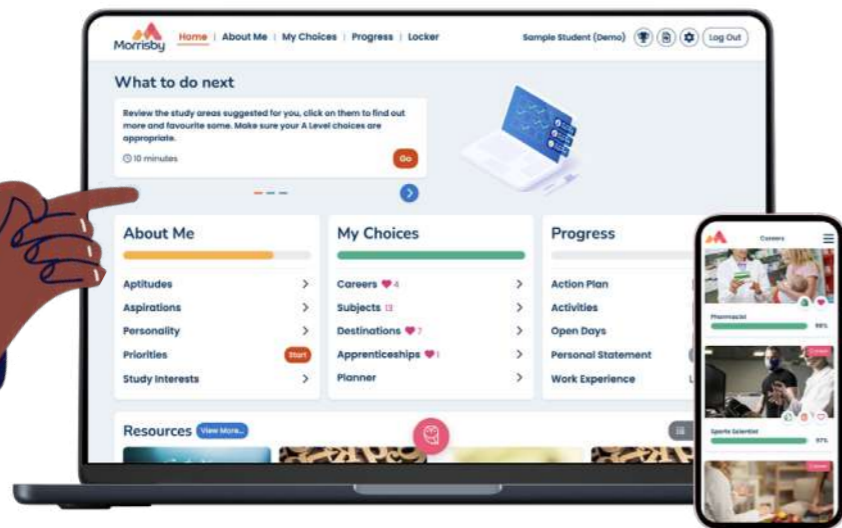 Morrisby
Home | About Me | My Choices | Progress | Locker
Sample Student (Demo)
Log Out
What to do next
Review the study areas suggested for you, click on them to find out
more and favourite some. Make sure your A Level choices are
appropriate.
10 minutes
Go
About Me
Aptitudes
Aspirations
Personality
Priorities
Start
Study Interests
My Choices
Careers 4
Subjects 13
Destinations 7
Apprenticeships 1
Planner
Progress
Action Plan
Activities
Open Days
Personal Statement
Work Experience
Resources
View More...
Careers
Pharmacist
98%
Sports Scientist
97%